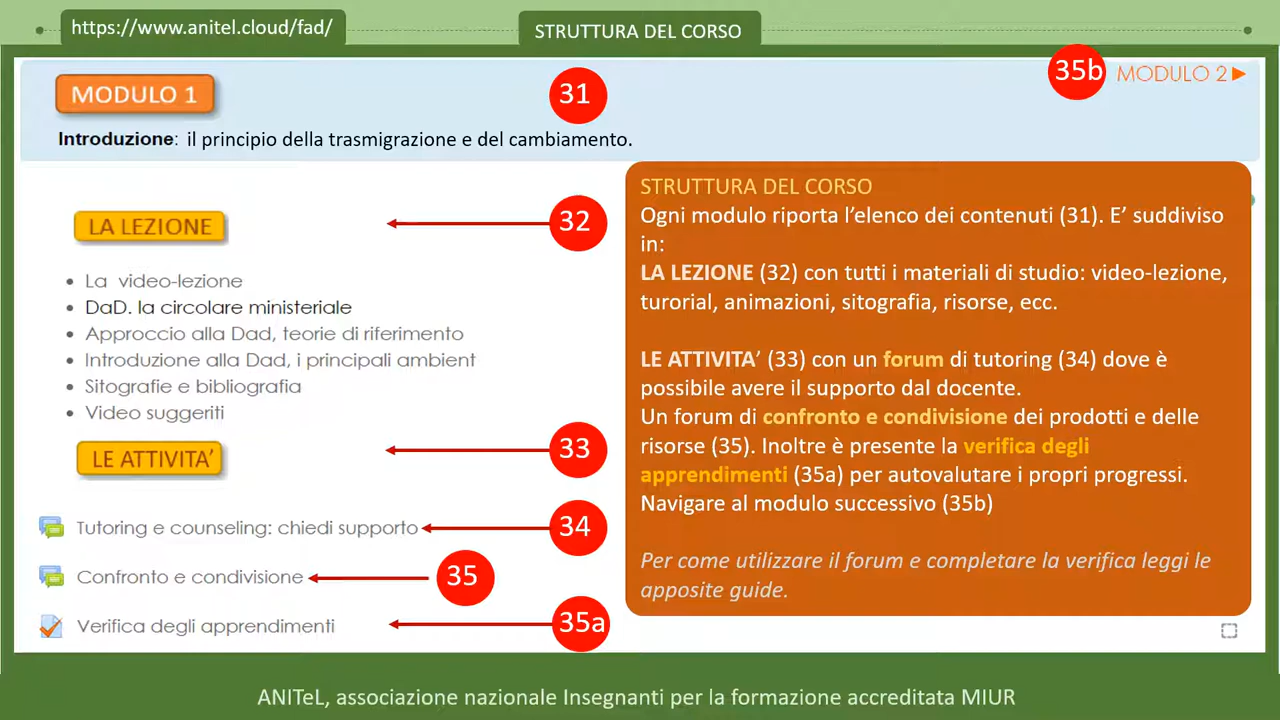 https://www.anitel.cloud/fad/
STRUTTURA DEL CORSO
MODULO 1
31
35b
MODULO 2
Introduzione: il principio della trasmigrazione e del cambiamento.
LA LEZIONE
32
La video-lezione
DaD. la circolare ministeriale
Approccio alla Dad, teorie di riferimento
Introduzione alla Dad, i principali ambient
Sitografie e bibliografia
Video suggeriti
LE ATTIVITA’
33
Tutoring e counseling: chiedi supporto
34
Confronto e condivisione
35
Verifica degli apprendimenti
35a
STRUTTURA DEL CORSO
Ogni modulo riporta l’elenco dei contenuti (31). E’ suddiviso
in:
LA LEZIONE (32) con tutti i materiali di studio: video-lezione,
turorial, animazioni, sitografia, risorse, ecc.
LE ATTIVITA’ (33) con un forum di tutoring (34) dove è
possibile avere il supporto dal docente.
Un forum di confronto e condivisione dei prodotti e delle
risorse (35). Inoltre è presente la verifica degli
apprendimenti (35a) per autovalutare i propri progressi.
Navigare al modulo successivo (35b)
Per come utilizzare il forum e completare la verifica leggi le
apposite guide.
ANITeL, associazione nazionale Insegnanti per la formazione accreditata MIUR